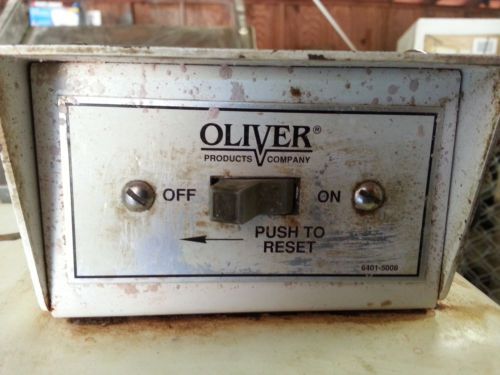 OLIVER®
PRODUCTS COMPANY
OFF ON
PUSH TO
RESET
6401-5009